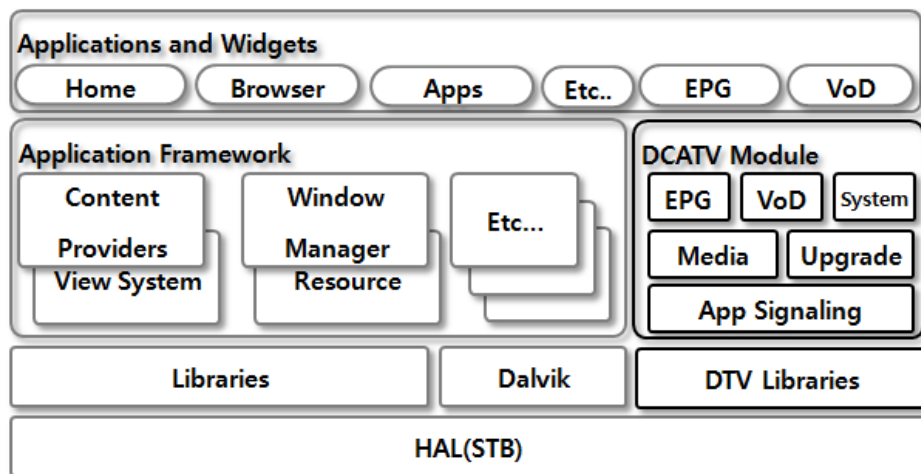 Applications and Widgets
Home Browser Apps Etc.. EPG VoD
Application Framework
Content
Providers
View System
Window
Manager
Resource
Etc...
DCATV Module
EPG VoD System
Media Upgrade
App Signaling
Libraries Dalvik DTV Libraries
HAL(STB)